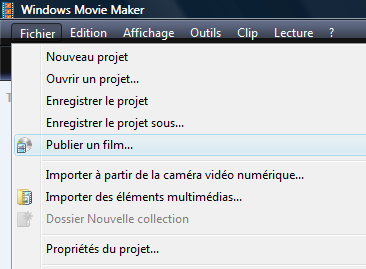 Windows Movie Maker
Fichier Edition Affichage Outils Clip Lecture ?
Nouveau projet
Ouvrir un projet...
Enregistrer le projet
Enregistrer le projet sous...
Publier un film...
Importer à partir de la caméra vidéo numérique...
Importer des éléments multimédias...
Dossier Nouvelle collection
Propriétés du projet...